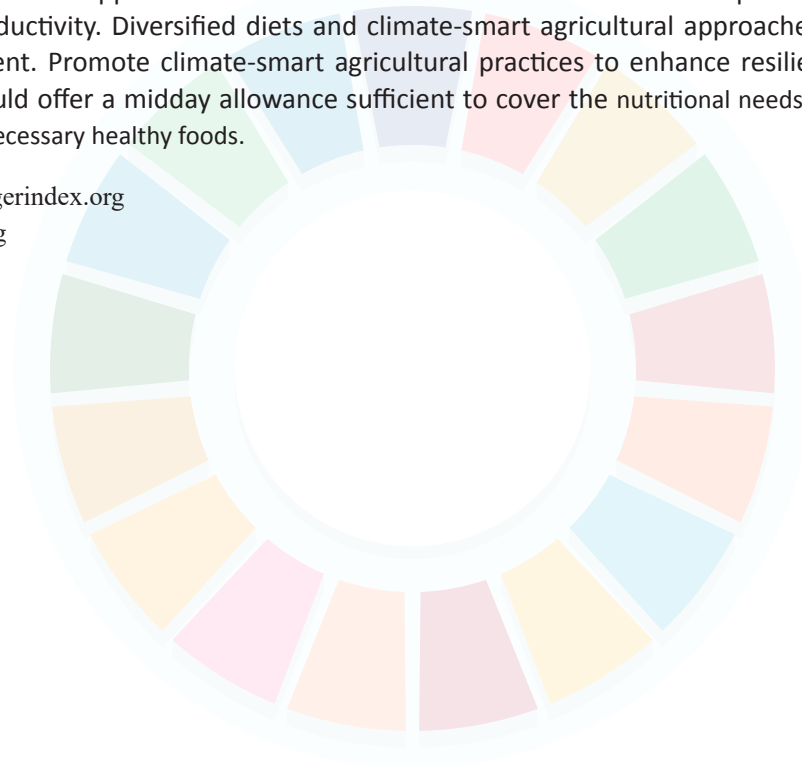 ductivity. Diversified diets and climate-smart agricultural approache
ent. Promote climate-smart agricultural practices to enhance resilie
uld offer a midday allowance sufficient to cover the nutritional needs
ecessary healthy foods.
gerindex.org
g